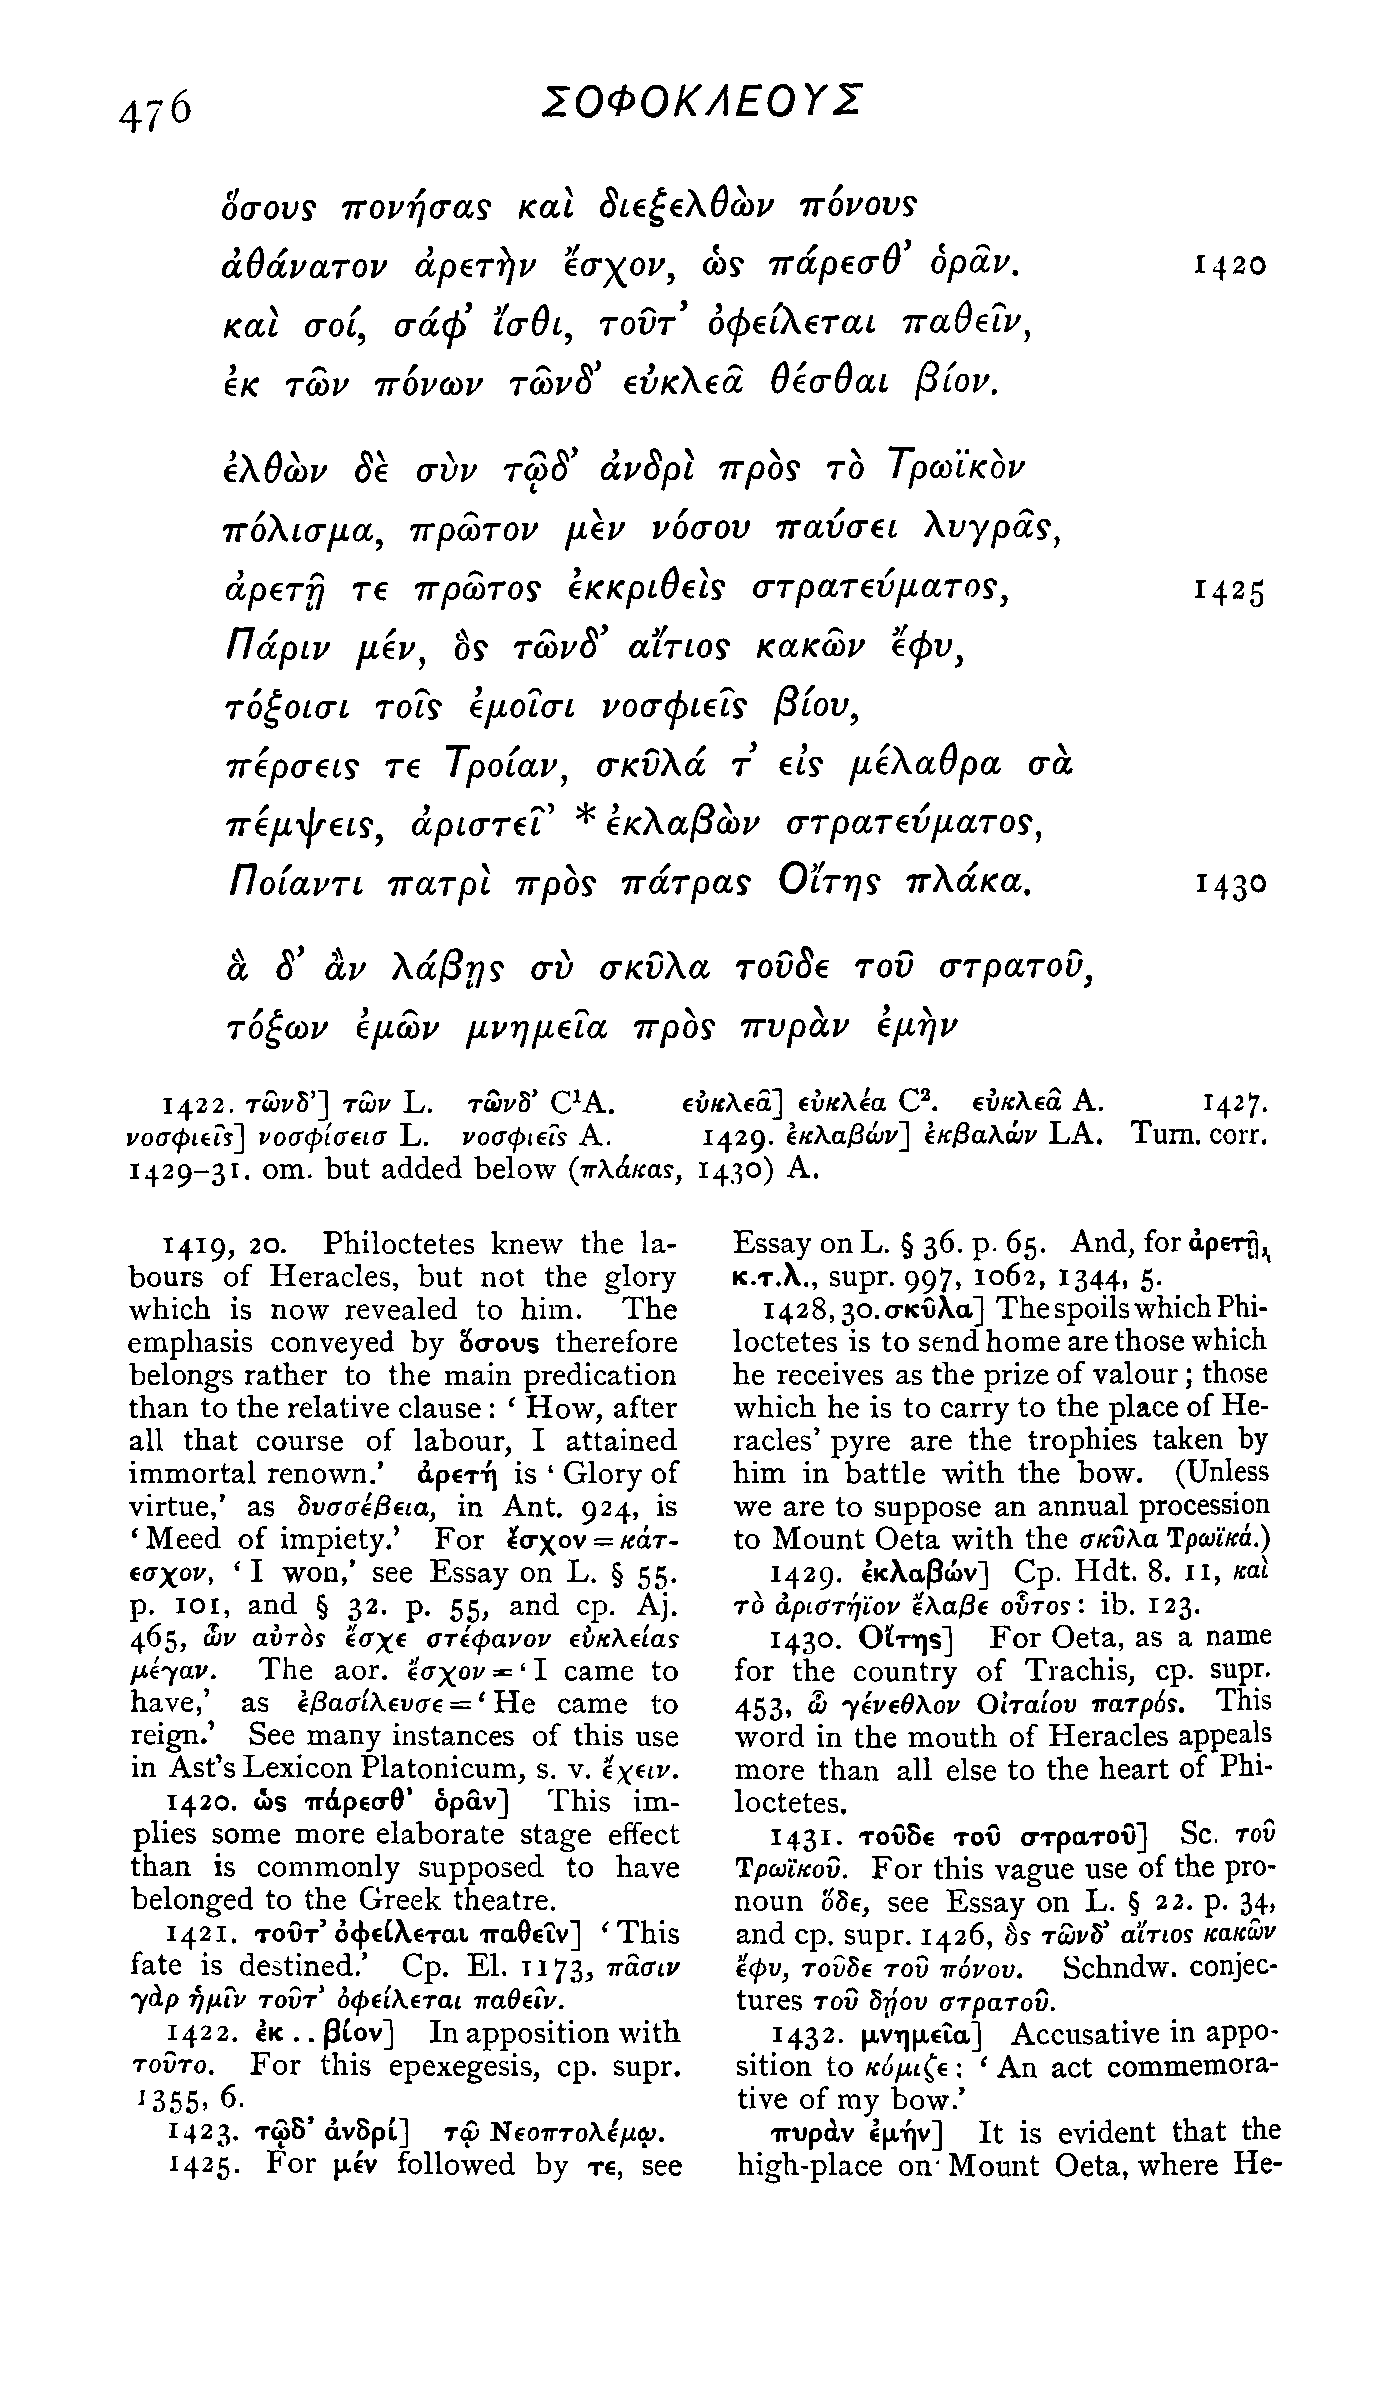 476
ΣΟΦΟΚΛΕΟΥΣ
ὅσους πονήσας καὶ διεξελθὼν πόνους
ἀθάνατον ἀρετὴν ἔσχον, ὡς πάρεσθ’ ὁρᾶν. 1420
καὶ σοί, σάφ’ ἴσθι, τοῦτ’ ὀφείλεται παθεῖν,
ἐκ τῶν πόνων τῶνδ’ εὐκλεᾶ θέσθαι βίον.
ἐλθὼν δὲ σὺν τῷδ’ ἀνδρὶ πρὸς τὸ Τρωϊκὸν
πόλισμα, πρῶτον μὲν νόσου παύσει λυγρᾶς,
ἀρετῇ τε πρῶτος ἐκκριθεὶς στρατεύματος, 1425
Πάριν μέν, ὃς τῶνδ’ αἴτιος κακῶν ἔφυ,
τόξοισι τοῖς ἐμοῖσι νοσφιεῖς βίου,
πέρσεις τε Τροίαν, σκῦλά τ’ εἰς μέλαθρα σὰ
πέμψεις, ἀριστεῖ’ *ἐκλαβὼν στρατεύματος,
Ποίαντι πατρὶ πρὸς πάτρας Οἴτης πλάκα. 1430
ἃ δ’ ἂν λάβῃς σὺ σκῦλα τοῦδε τοῦ στρατοῦ,
τόξων ἐμῶν μνημεῖα πρὸς πυρὰν ἐμὴν
1422. τῶνδ’] τῶν L. τῶνδ’ C¹A. εὐκλεᾶ] εὐκλέα C². εὐκλεᾶ A. 1427.
νοσφιεῖς] νοσφίσεισ L. νοσφιεῖς A. 1429. ἐκλαβών] ἐκβαλών LA. Turn. corr.
1429–31. om. but added below (πλάκας, 1430) A.
1419, 20. Philoctetes knew the la-
bours of Heracles, but not the glory
which is now revealed to him. The
emphasis conveyed by ὅσους therefore
belongs rather to the main predication
than to the relative clause: ‘How, after
all that course of labour, I attained
immortal renown.’ ἀρετή is ‘Glory of
virtue,’ as δυσσέβεια, in Ant. 924, is
‘Meed of impiety.’ For ἔσχον = κάτ-
εσχον, ‘I won,’ see Essay on L. § 55.
p. 101, and § 32. p. 55, and cp. Aj.
465, ὧν αὐτὸς ἔσχε στέφανον εὐκλείας
μέγαν. The aor. ἔσχον = ‘I came to
have,’ as ἐβασίλευσε = ‘He came to
reign.’ See many instances of this use
in Ast’s Lexicon Platonicum, s. v. ἔχειν.
1420. ὡς πάρεσθ’ ὁρᾶν] This im-
plies some more elaborate stage effect
than is commonly supposed to have
belonged to the Greek theatre.
1421. τοῦτ’ ὀφείλεται παθεῖν] ‘This
fate is destined.’ Cp. El. 1173, πᾶσιν
γὰρ ἡμῖν τοῦτ’ ὀφείλεται παθεῖν.
1422. ἐκ .. βίον] In apposition with
τοῦτο. For this epexegesis, cp. supr.
1355, 6.
1423. τῷδ’ ἀνδρί] τῷ Νεοπτολέμῳ.
1425. For μέν followed by τε, see
Essay on L. § 36. p. 65. And, for ἀρετῇ,
κ.τ.λ., supr. 997, 1062, 1344, 5.
1428, 30. σκῦλα] The spoils which Phi-
loctetes is to send home are those which
he receives as the prize of valour; those
which he is to carry to the place of He-
racles’ pyre are the trophies taken by
him in battle with the bow. (Unless
we are to suppose an annual procession
to Mount Oeta with the σκῦλα Τρωϊκά.)
1429. ἐκλαβών] Cp. Hdt. 8. 11, καὶ
τὸ ἀριστήϊον ἔλαβε οὗτος: ib. 123.
1430. Οἴτης] For Oeta, as a name
for the country of Trachis, cp. supr.
453, ὦ γένεθλον Οἰταίου πατρός. This
word in the mouth of Heracles appeals
more than all else to the heart of Phi-
loctetes.
1431. τοῦδε τοῦ στρατοῦ] Sc. τοῦ
Τρωϊκοῦ. For this vague use of the pro-
noun ὅδε, see Essay on L. § 22. p. 34,
and cp. supr. 1426, ὃς τῶνδ’ αἴτιος κακῶν
ἔφυ, τοῦδε τοῦ πόνου. Schndw. conjec-
tures τοῦ δῄου στρατοῦ.
1432. μνημεῖα] Accusative in appo-
sition to κόμιζε: ‘An act commemora-
tive of my bow.’
πυρὰν ἐμήν] It is evident that the
high-place on Mount Oeta, where He-